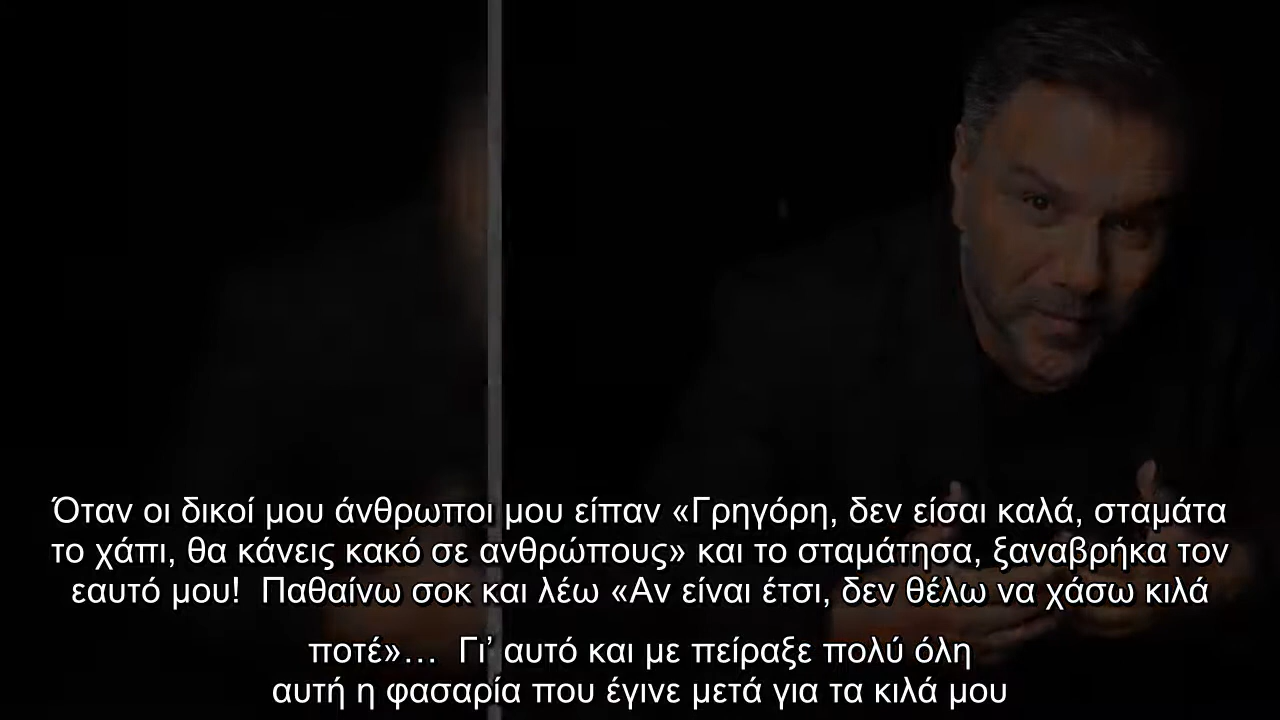 Όταν οι δικοί μου άνθρωποι μου είπαν «Γρηγόρη, δεν είσαι καλά, σταμάτα
το χάπι, θα κάνεις κακό σε ανθρώπους» και το σταμάτησα, ξαναβρήκα τον
εαυτό μου!  Παθαίνω σοκ και λέω «Αν είναι έτσι, δεν θέλω να χάσω κιλά
ποτέ»…  Γι’ αυτό και με πείραξε πολύ όλη
αυτή η φασαρία που έγινε μετά για τα κιλά μου